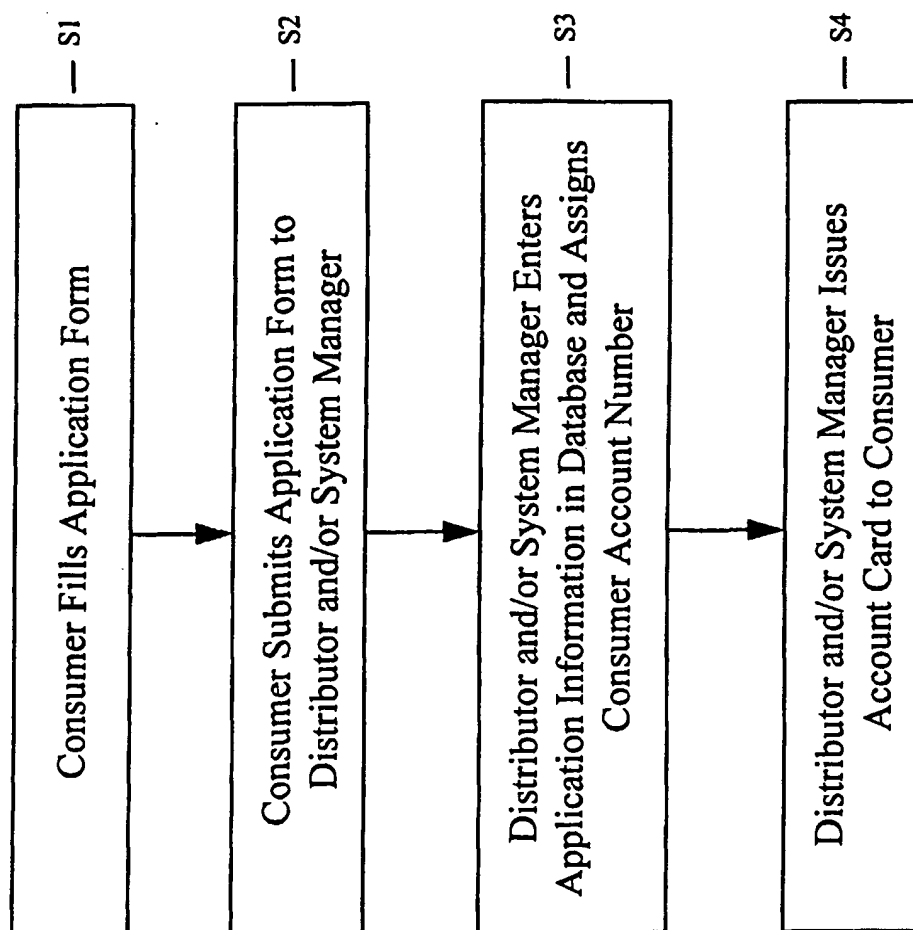 Consumer Fills Application Form
— S1
Consumer Submits Application Form to
Distributor and/or System Manager
— S2
Distributor and/or System Manager Enters
Application Information in Database and Assigns
Consumer Account Number
— S3
Distributor and/or System Manager Issues
Account Card to Consumer
— S4